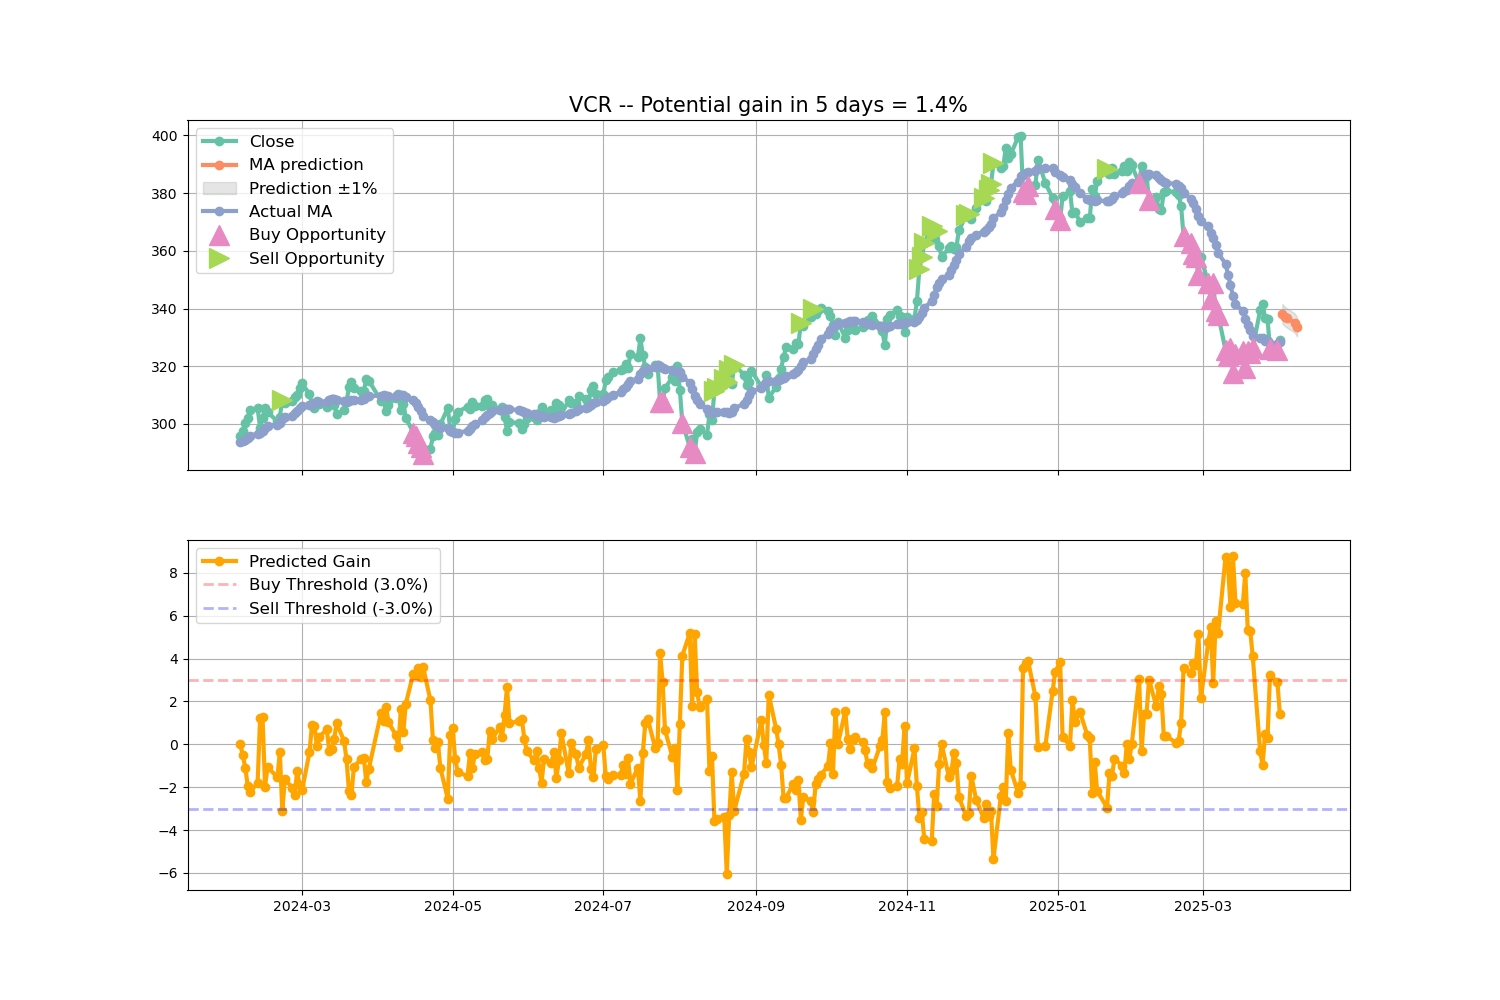 VCR -- Potential gain in 5 days = 1.4%
400
380
360
340
320
300
Close
MA prediction
Prediction ±1%
Actual MA
Buy Opportunity
Sell Opportunity
8
6
4
2
0
−2
−4
−6
Predicted Gain
Buy Threshold (3.0%)
Sell Threshold (-3.0%)
2024-03
2024-05
2024-07
2024-09
2024-11
2025-01
2025-03